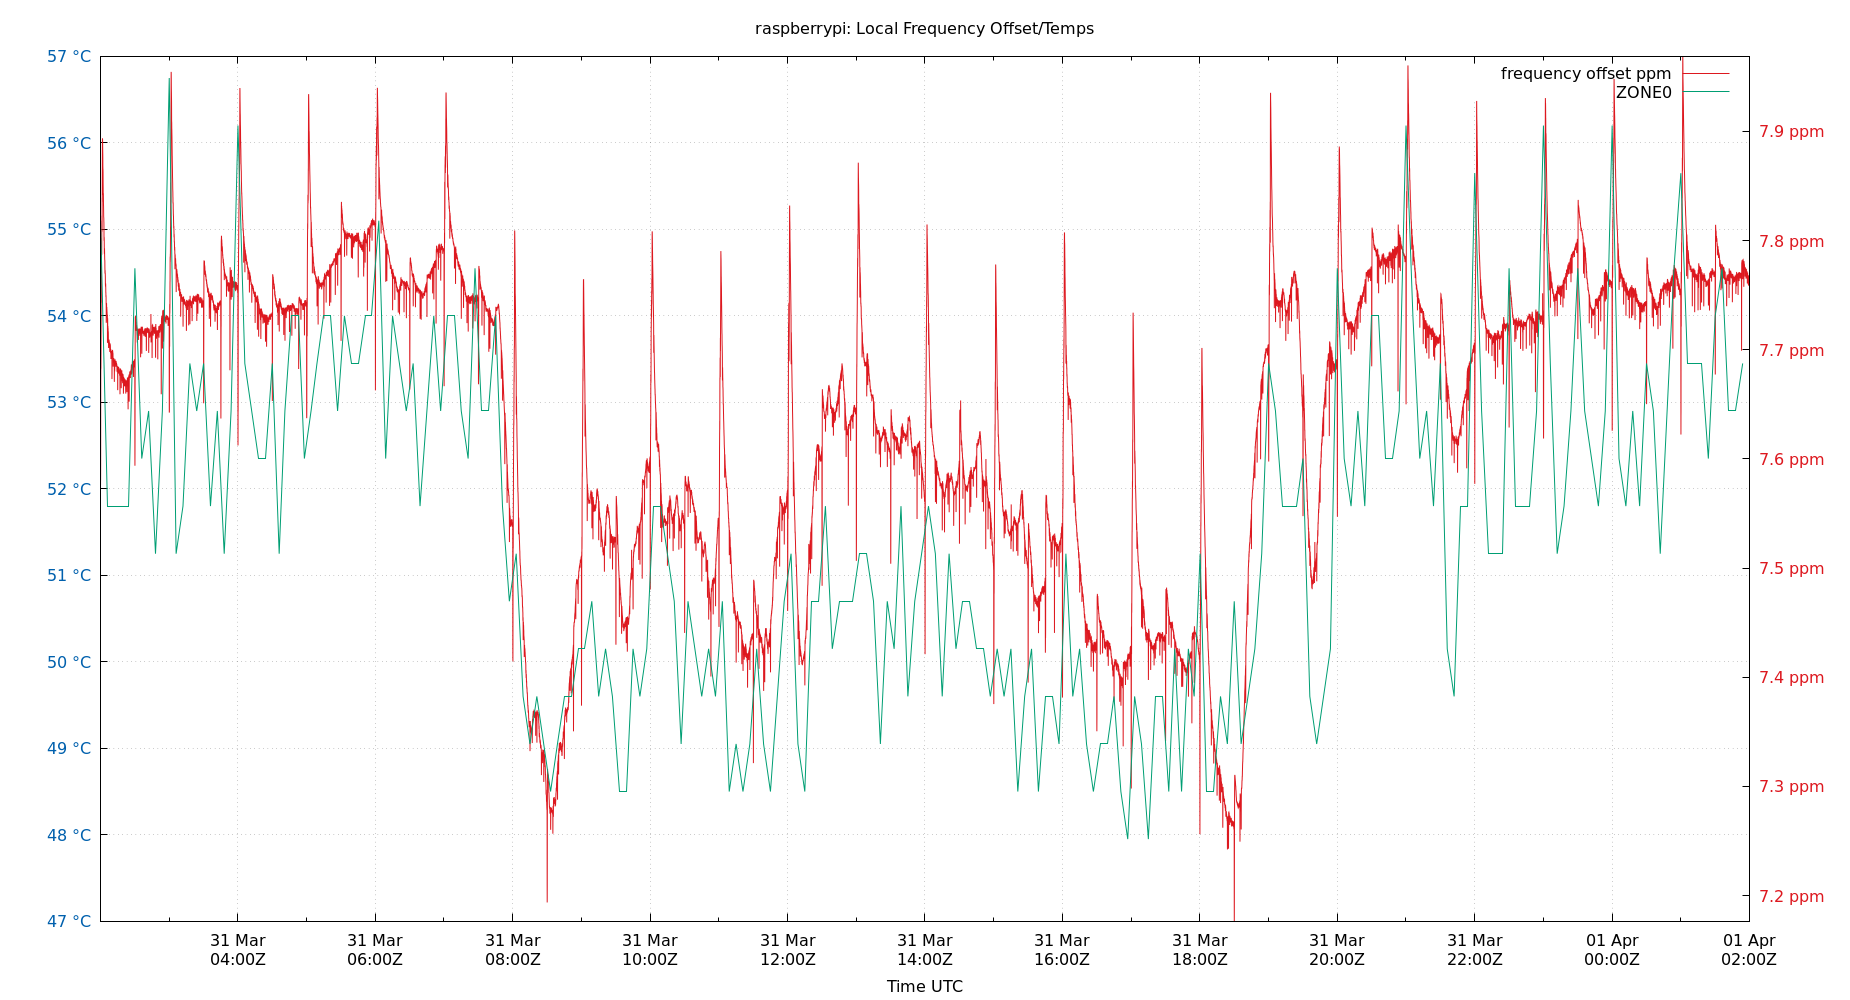 raspberrypi: Local Frequency Offset/Temps
57 °C
56 °C
55 °C
54 °C
53 °C
52 °C
51 °C
50 °C
49 °C
48 °C
47 °C
frequency offset ppm
ZONE0
7.9 ppm
7.8 ppm
7.7 ppm
7.6 ppm
7.5 ppm
7.4 ppm
7.3 ppm
7.2 ppm
31 Mar 31 Mar 31 Mar 31 Mar 31 Mar 31 Mar 31 Mar 31 Mar 31 Mar 31 Mar 01 Apr 01 Apr
04:00Z 06:00Z 08:00Z 10:00Z 12:00Z 14:00Z 16:00Z 18:00Z 20:00Z 22:00Z 00:00Z 02:00Z
Time UTC